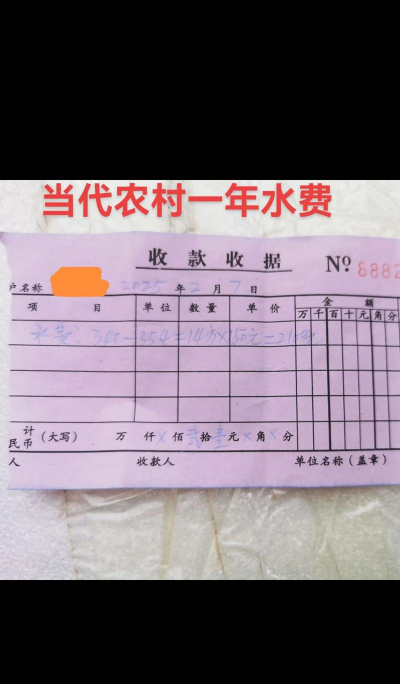 当代农村一年水费
收款收据 № 8882
户名称 2025 年 2 月 7 日
项 目 单位 数量 单价 金 额
万 千 百 十 元 角 分
水费
计
民币 (大写) 万 仟 × 佰 贰 拾 壹 元 × 角 × 分
人 收款人 单位名称(盖章)